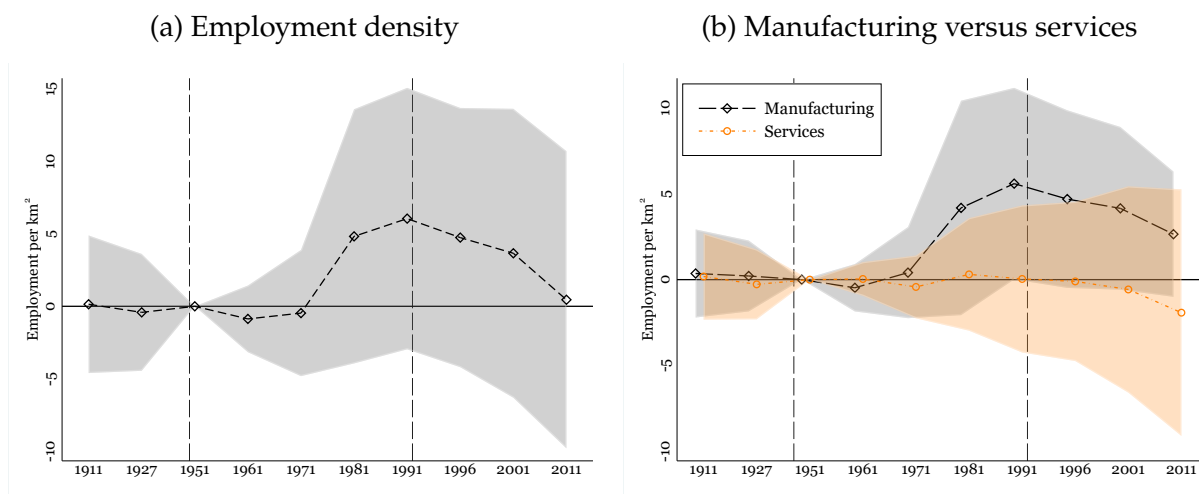 (a) Employment density
Employment per km²
15
10
5
0
-5
-10
1911 1927 1951 1961 1971 1981 1991 1996 2001 2011
(b) Manufacturing versus services
Employment per km²
10
5
0
-5
-10
Manufacturing
Services
1911 1927 1951 1961 1971 1981 1991 1996 2001 2011